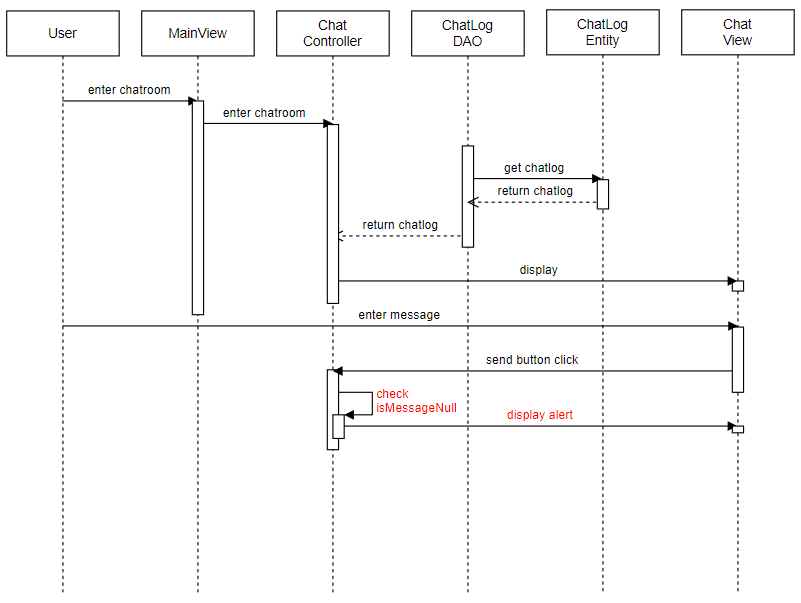 User
MainView
Chat
Controller
ChatLog
DAO
ChatLog
Entity
Chat
View
enter chatroom
enter chatroom
get chatlog
return chatlog
return chatlog
display
enter message
send button click
check
isMessageNull
display alert